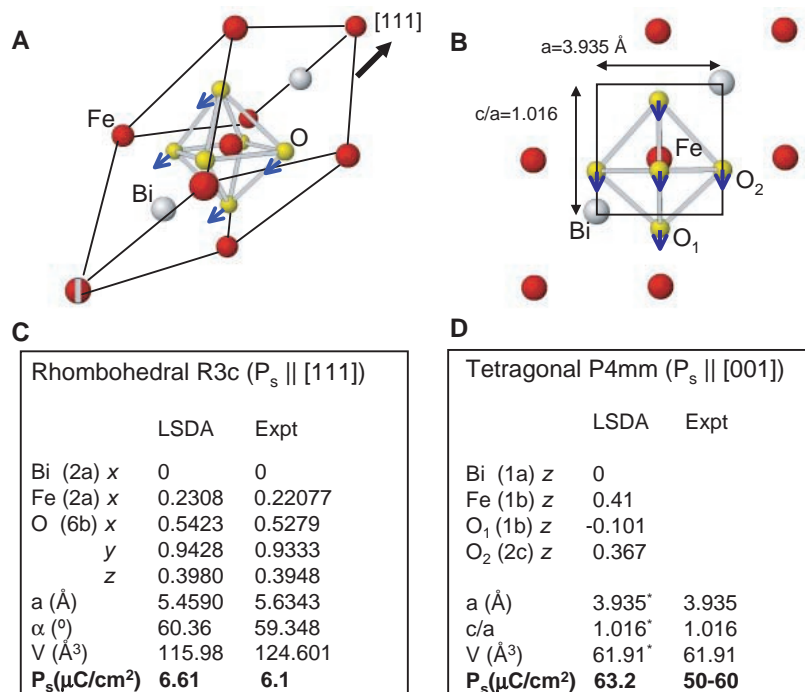 A
[111]
Fe
O
Bi
B
a=3.935 Å
c/a=1.016
Fe
O₂
Bi
O₁
C
Rhombohedral R3c (Pₛ || [111])
LSDA Expt
Bi (2a) x 0 0
Fe (2a) x 0.2308 0.22077
O (6b) x 0.5423 0.5279
y 0.9428 0.9333
z 0.3980 0.3948
a (Å) 5.4590 5.6343
α (º) 60.36 59.348
V (Å³) 115.98 124.601
Pₛ(μC/cm²) 6.61 6.1
D
Tetragonal P4mm (Pₛ || [001])
LSDA Expt
Bi (1a) z 0
Fe (1b) z 0.41
O₁ (1b) z -0.101
O₂ (2c) z 0.367
a (Å) 3.935* 3.935
c/a 1.016* 1.016
V (Å³) 61.91* 61.91
Pₛ(μC/cm²) 63.2 50-60